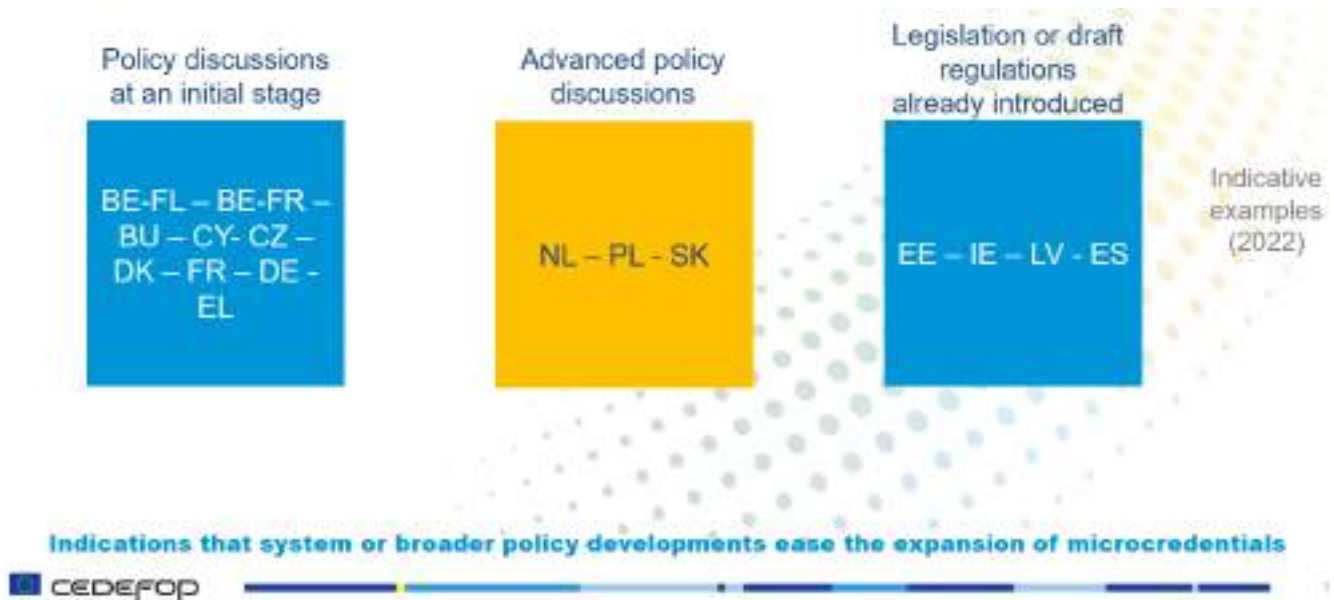 Policy discussions
at an initial stage
BE-FL – BE-FR –
BU – CY- CZ –
DK – FR – DE -
EL
Advanced policy
discussions
NL – PL - SK
Legislation or draft
regulations
already introduced
EE – IE – LV - ES
Indicative
examples
(2022)
Indications that system or broader policy developments ease the expansion of microcredentials
CEDEFOP